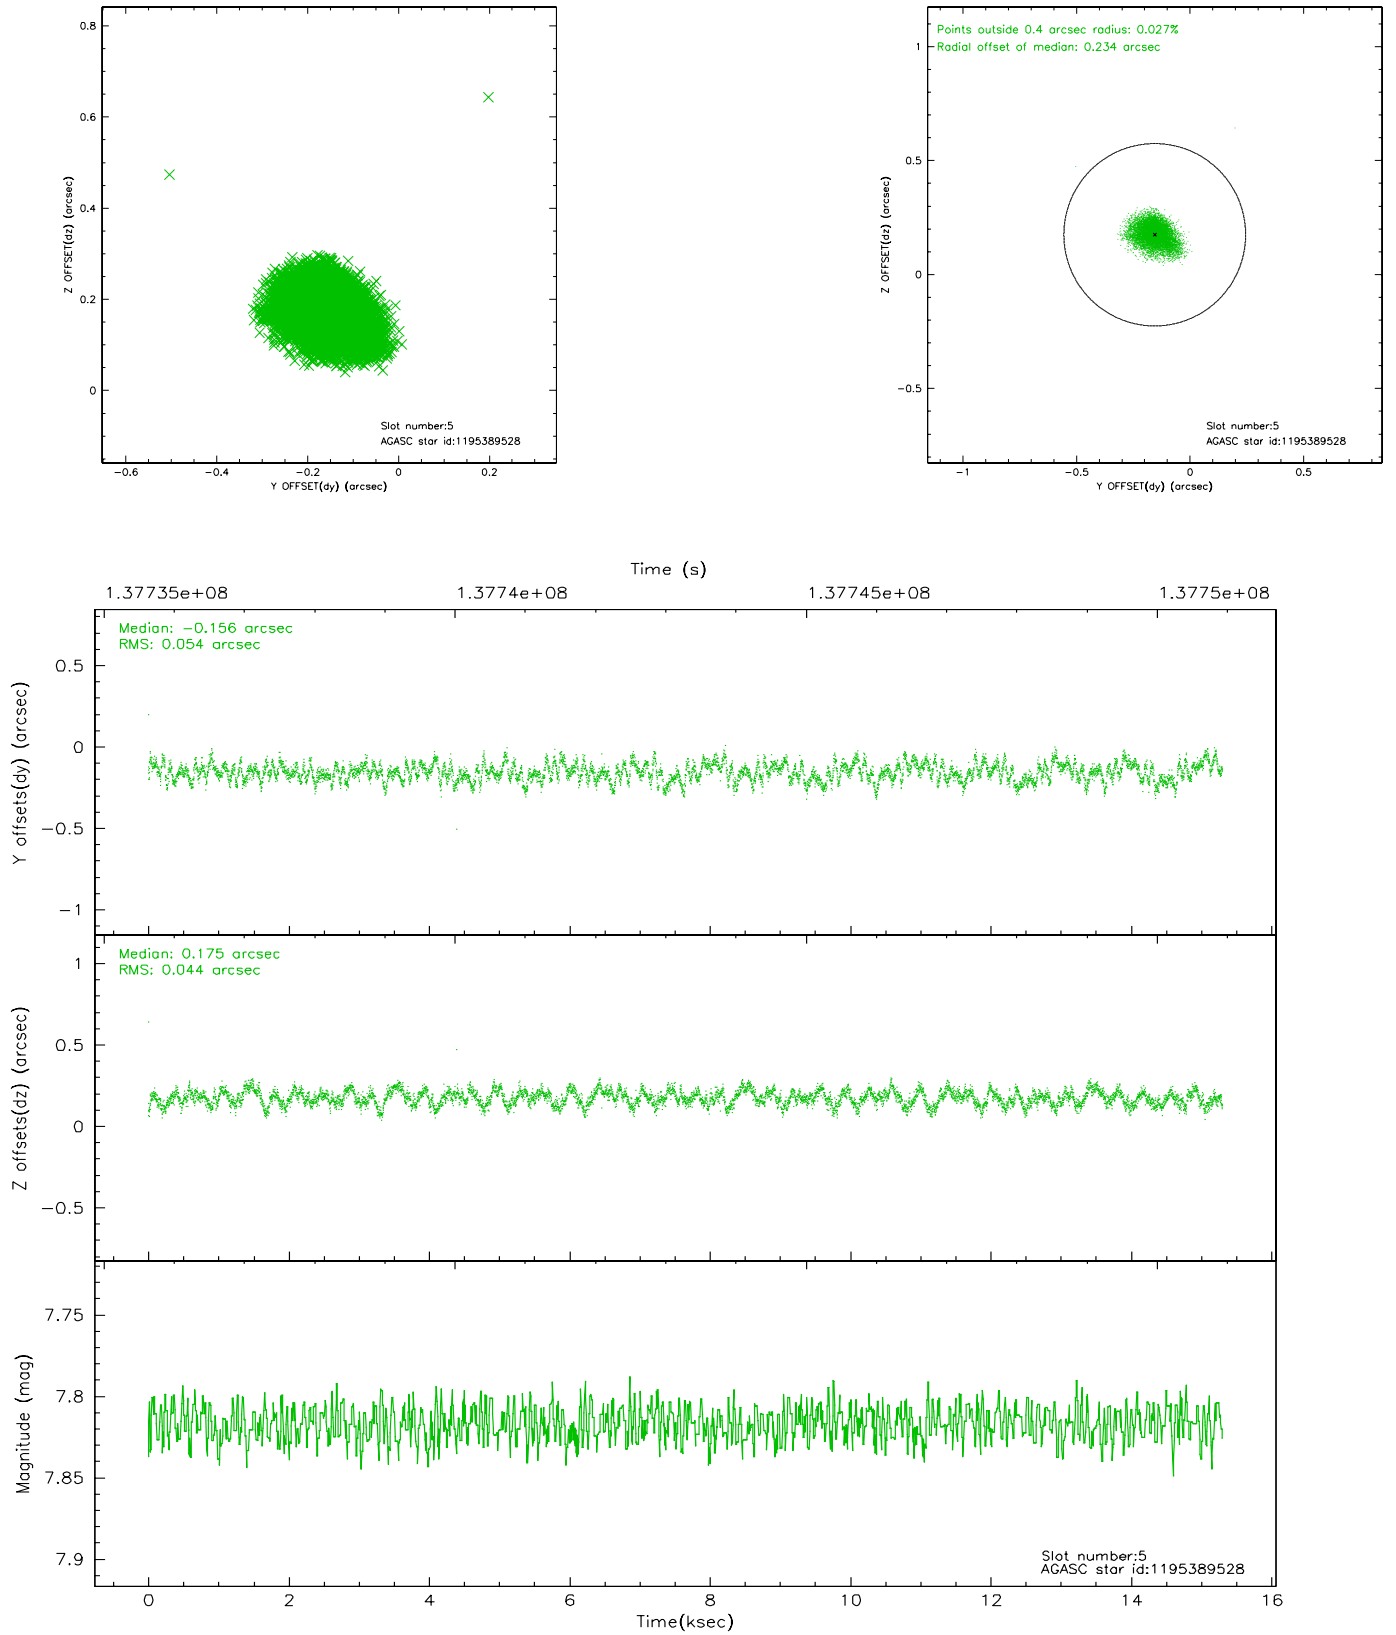 0.8
0.6
0.4
0.2
0
Z OFFSET(dz) (arcsec)
Slot number:5
AGASC star id:1195389528
−0.6 −0.4 −0.2 0 0.2
Y OFFSET(dy) (arcsec)
Points outside 0.4 arcsec radius: 0.027%
Radial offset of median: 0.234 arcsec
1
0.5
0
−0.5
Z OFFSET(dz) (arcsec)
Slot number:5
AGASC star id:1195389528
−1 −0.5 0 0.5
Y OFFSET(dy) (arcsec)
Time (s)
1.37735e+08 1.3774e+08 1.37745e+08 1.3775e+08
Median: −0.156 arcsec
RMS: 0.054 arcsec
0.5
0
−0.5
−1
Y offsets(dy) (arcsec)
Median: 0.175 arcsec
RMS: 0.044 arcsec
1
0.5
0
−0.5
Z offsets(dz) (arcsec)
7.75
7.8
7.85
7.9
Magnitude (mag)
Slot number:5
AGASC star id:1195389528
0 2 4 6 8 10 12 14 16
Time(ksec)